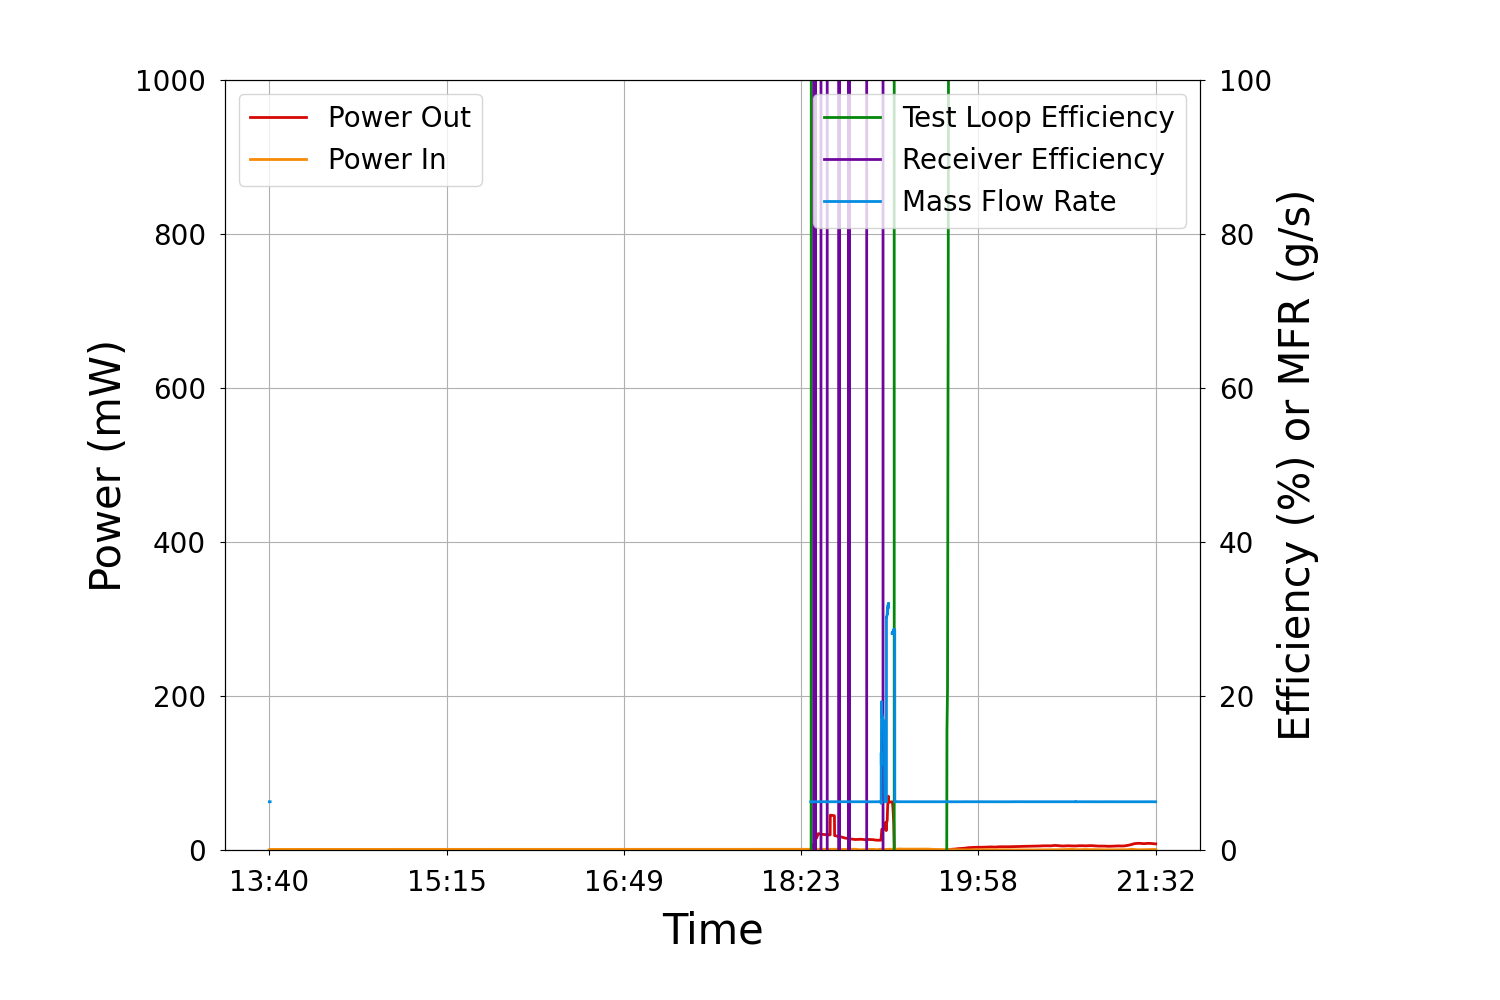 1000
800
600
400
200
0
Power (mW)
Power Out
Power In
Test Loop Efficiency
Receiver Efficiency
Mass Flow Rate
100
80
60
40
20
0
Efficiency (%) or MFR (g/s)
13:40 15:15 16:49 18:23 19:58 21:32
Time